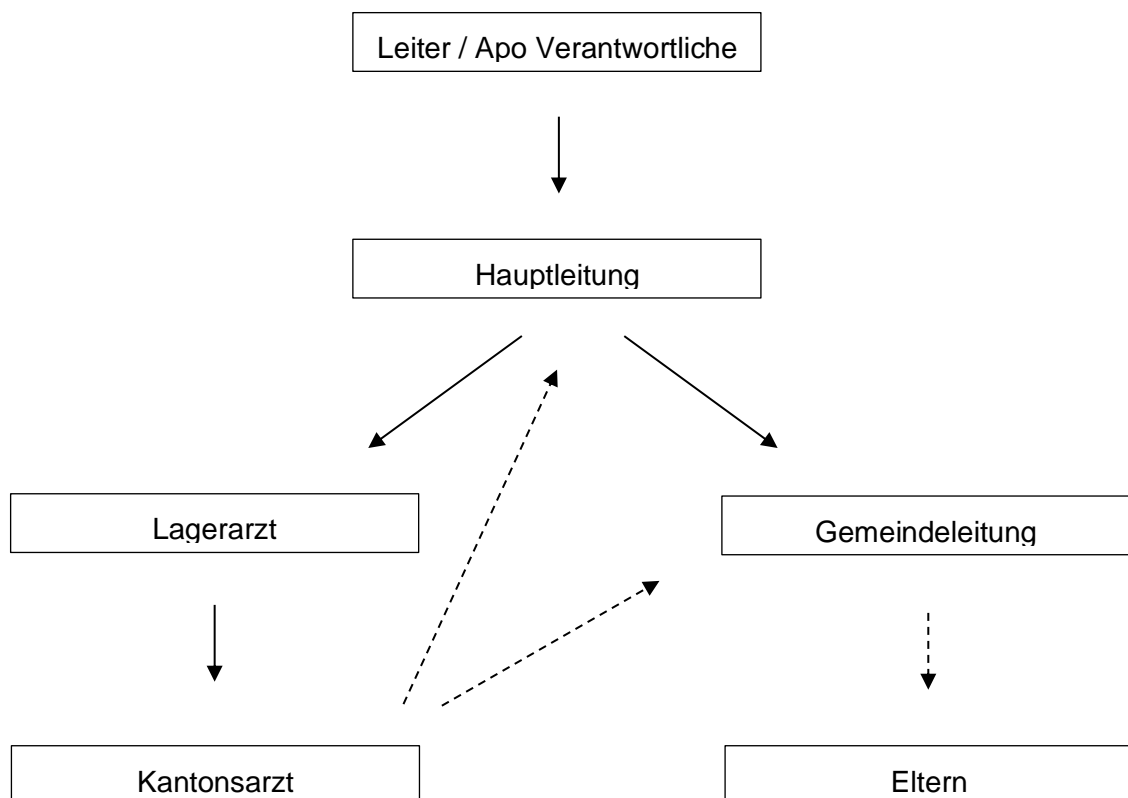 Leiter / Apo Verantwortliche
Hauptleitung
Lagerarzt
Gemeindeleitung
Kantonsarzt
Eltern